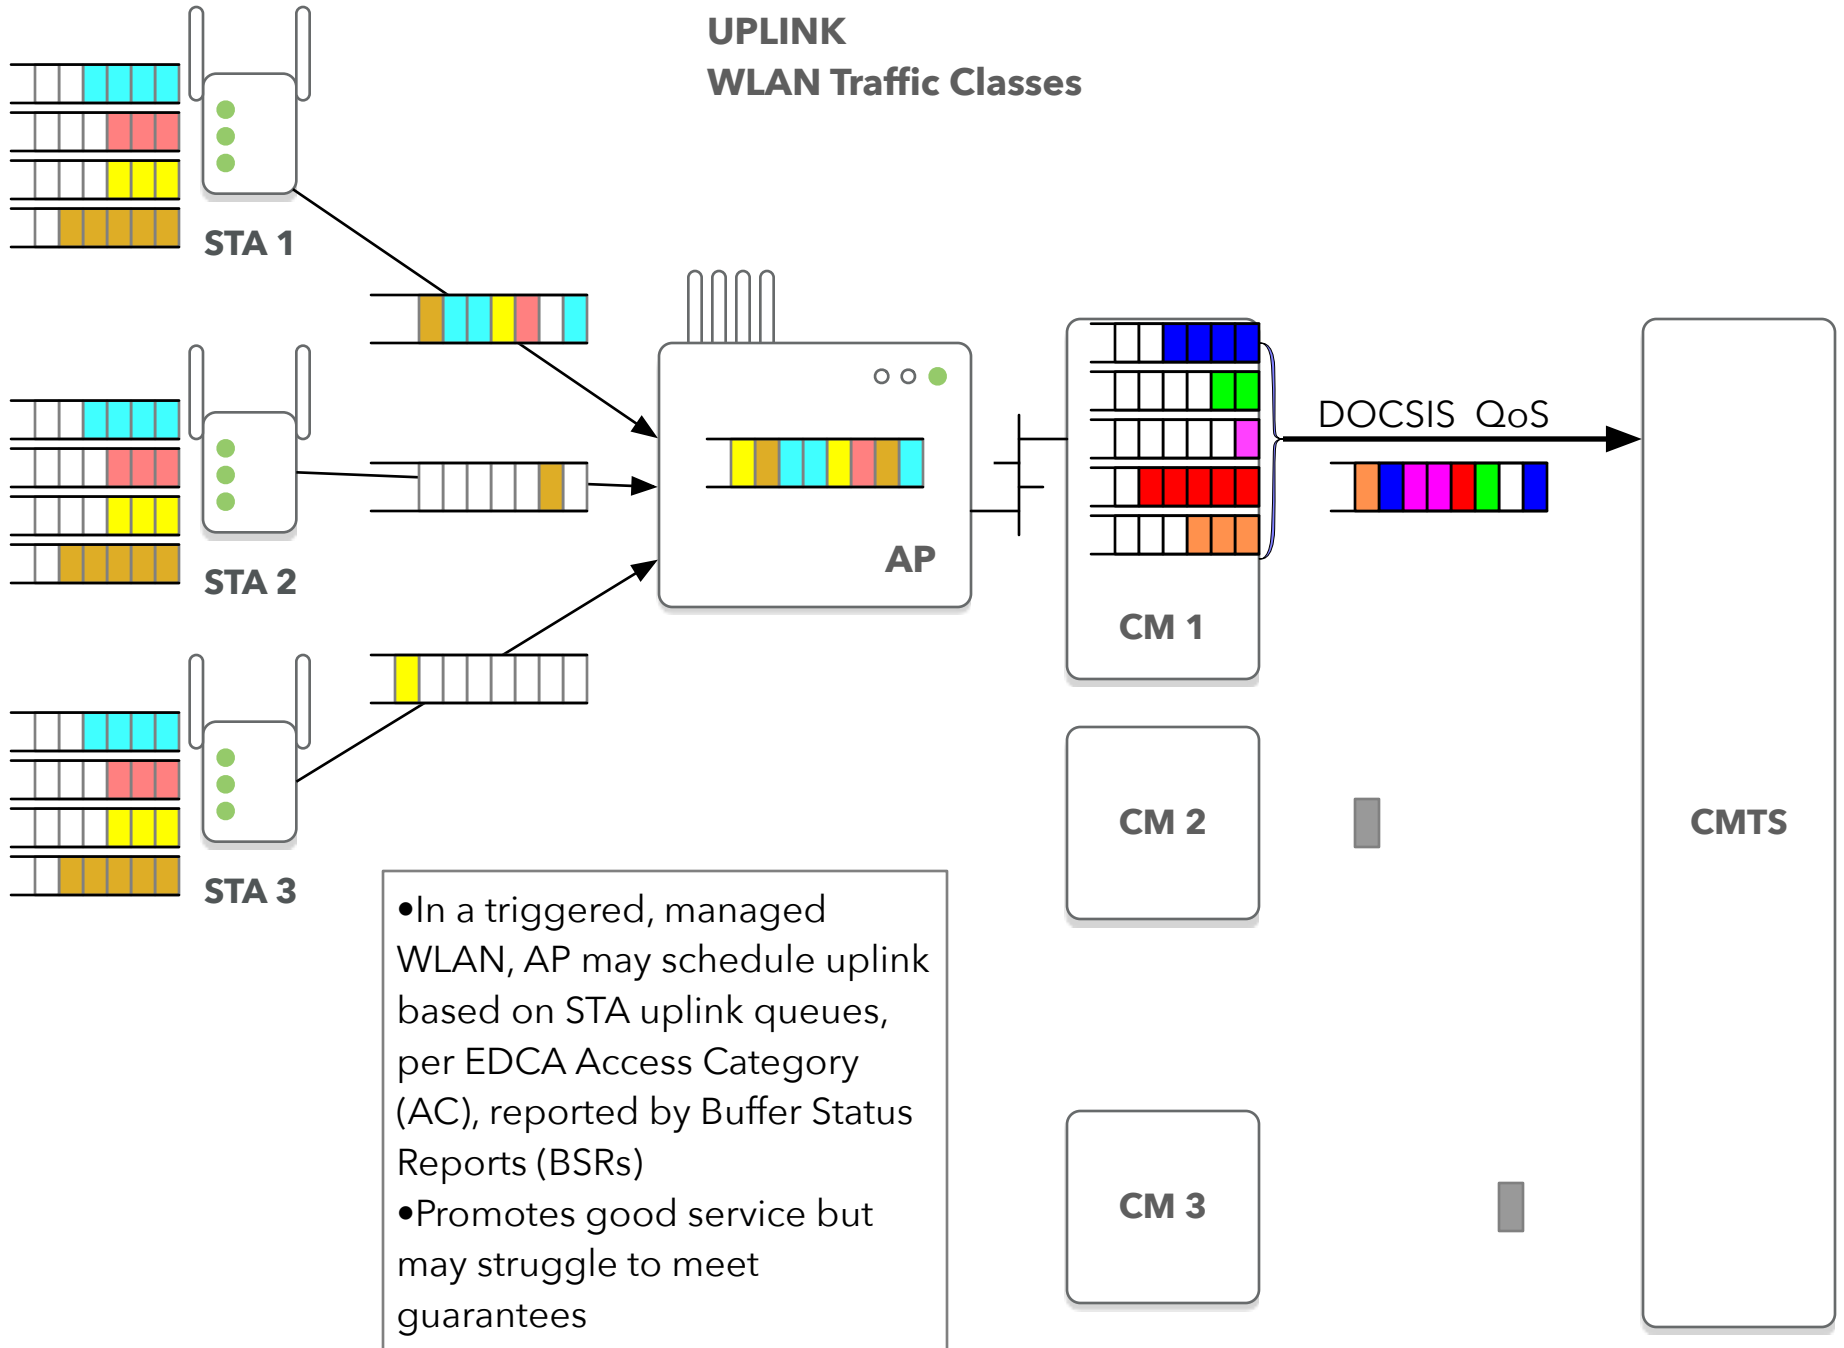 UPLINK
WLAN Traffic Classes
STA 1
STA 2
STA 3
AP
DOCSIS QoS
CM 1
CM 2
CM 3
CMTS
•In a triggered, managed
WLAN, AP may schedule uplink
based on STA uplink queues,
per EDCA Access Category
(AC), reported by Buffer Status
Reports (BSRs)
•Promotes good service but
may struggle to meet
guarantees